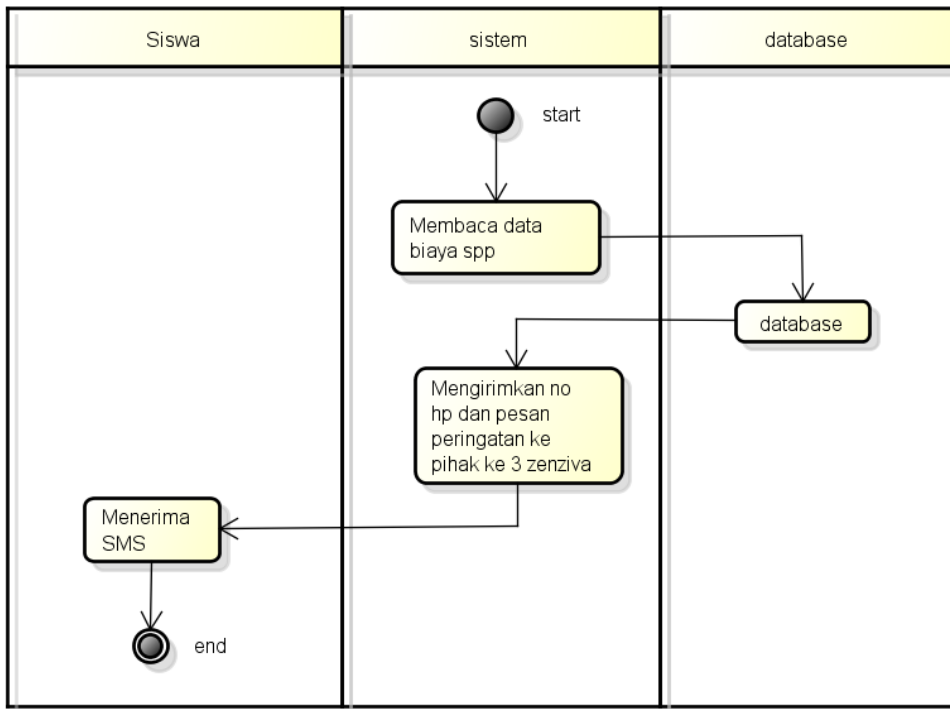 Siswa
sistem
database
start
Membaca data
biaya spp
database
Mengirimkan no
hp dan pesan
peringatan ke
pihak ke 3 zenziva
Menerima
SMS
end